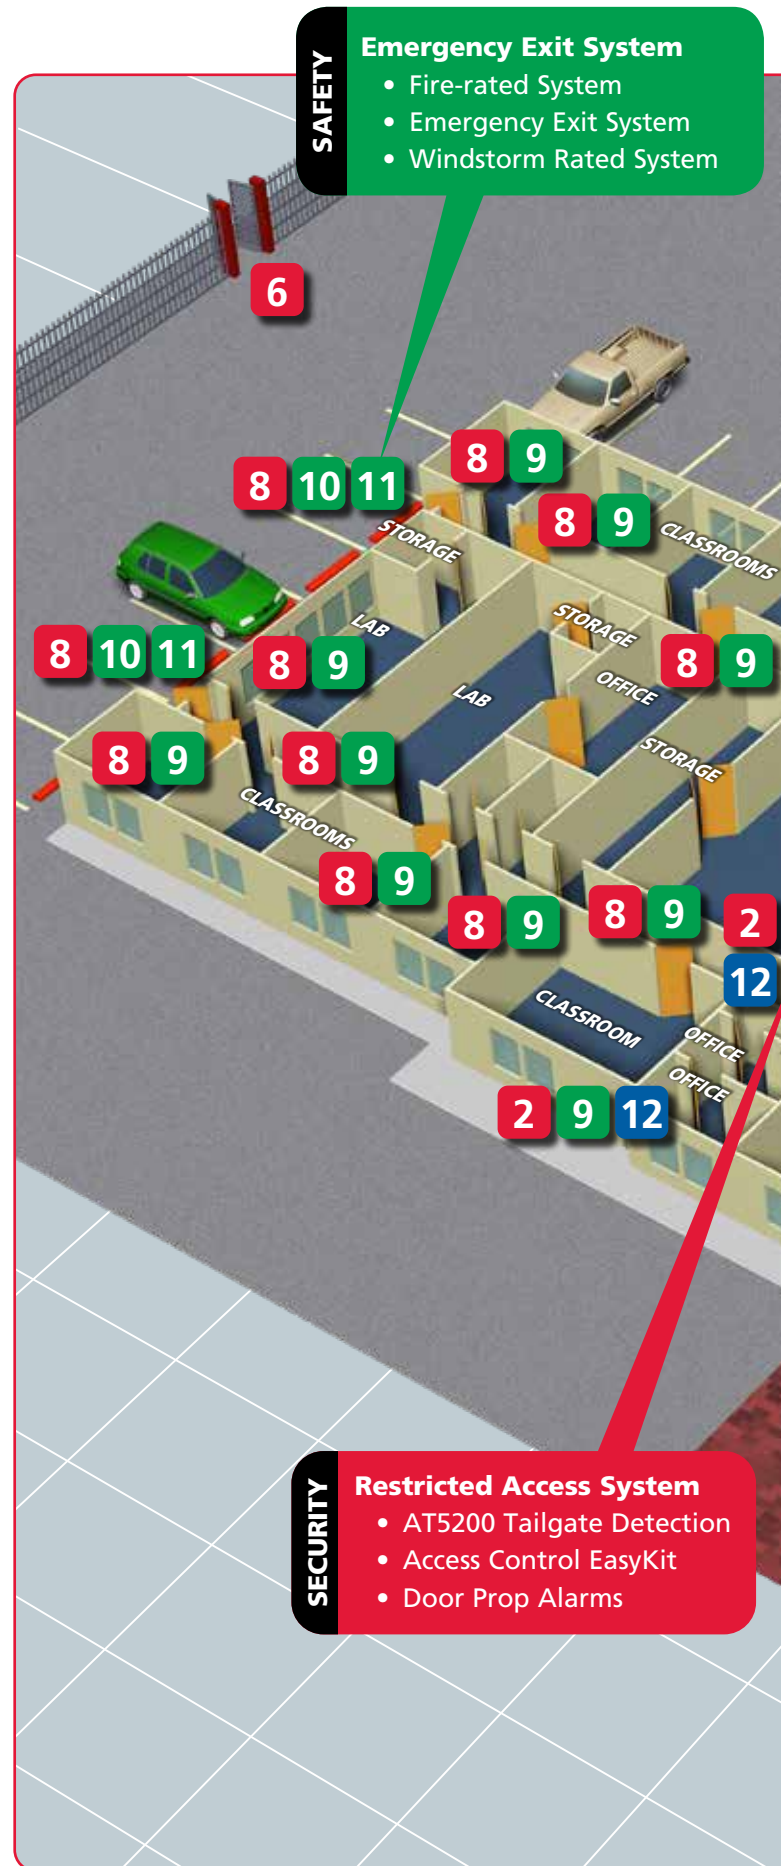 SAFETY
Emergency Exit System
• Fire-rated System
• Emergency Exit System
• Windstorm Rated System
6
8 9
8 10 11
8 9
CLASSROOMS
STORAGE
STORAGE
LAB
8 10 11
8 9
8 9
OFFICE
LAB
STORAGE
8 9
8 9
CLASSROOMS
8 9
8 9
8 9
2
12
CLASSROOM
OFFICE
OFFICE
2 9 12
SECURITY
Restricted Access System
• AT5200 Tailgate Detection
• Access Control EasyKit
• Door Prop Alarms